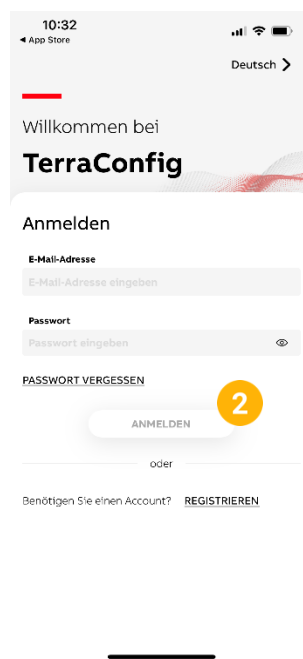 10:32
◀ App Store
Deutsch
Willkommen bei
TerraConfig
Anmelden
E-Mail-Adresse
E-Mail-Adresse eingeben
Passwort
Passwort eingeben
PASSWORT VERGESSEN
2
ANMELDEN
oder
Benötigen Sie einen Account? REGISTRIEREN